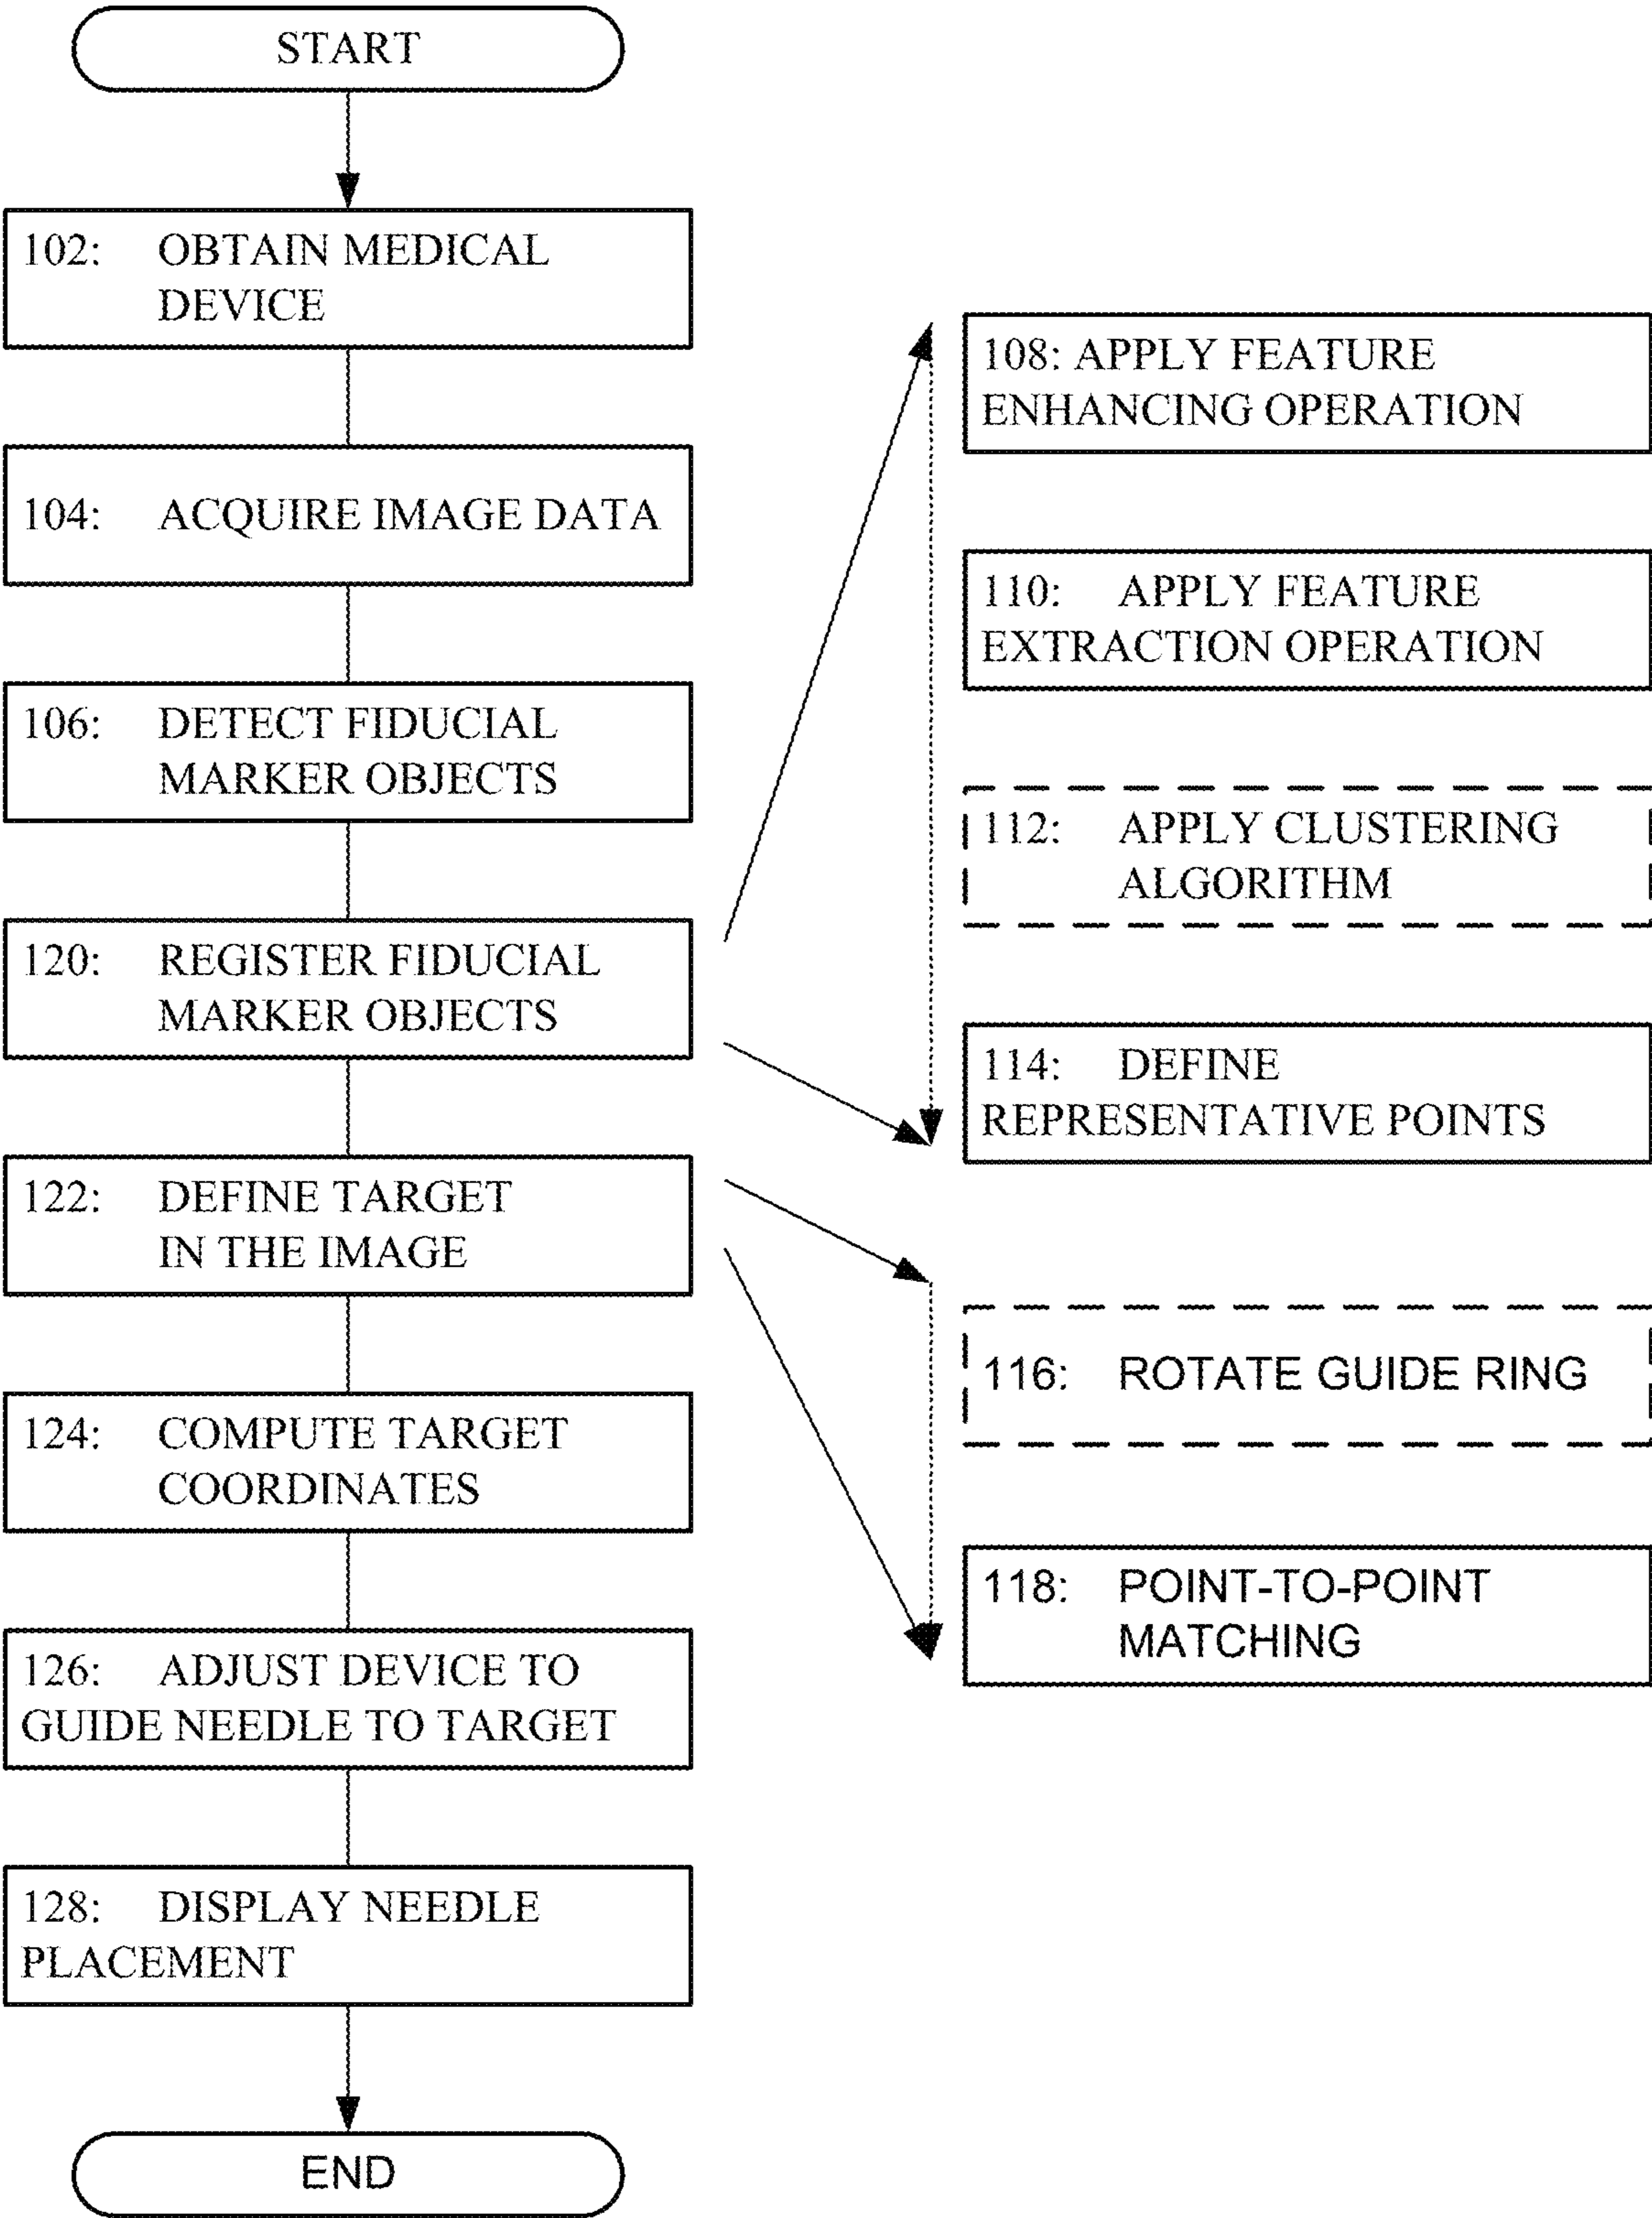 START
102: OBTAIN MEDICAL
DEVICE
104: ACQUIRE IMAGE DATA
106: DETECT FIDUCIAL
MARKER OBJECTS
120: REGISTER FIDUCIAL
MARKER OBJECTS
122: DEFINE TARGET
IN THE IMAGE
124: COMPUTE TARGET
COORDINATES
126: ADJUST DEVICE TO
GUIDE NEEDLE TO TARGET
128: DISPLAY NEEDLE
PLACEMENT
END
108: APPLY FEATURE
ENHANCING OPERATION
110: APPLY FEATURE
EXTRACTION OPERATION
112: APPLY CLUSTERING
ALGORITHM
114: DEFINE
REPRESENTATIVE POINTS
116: ROTATE GUIDE RING
118: POINT-TO-POINT
MATCHING